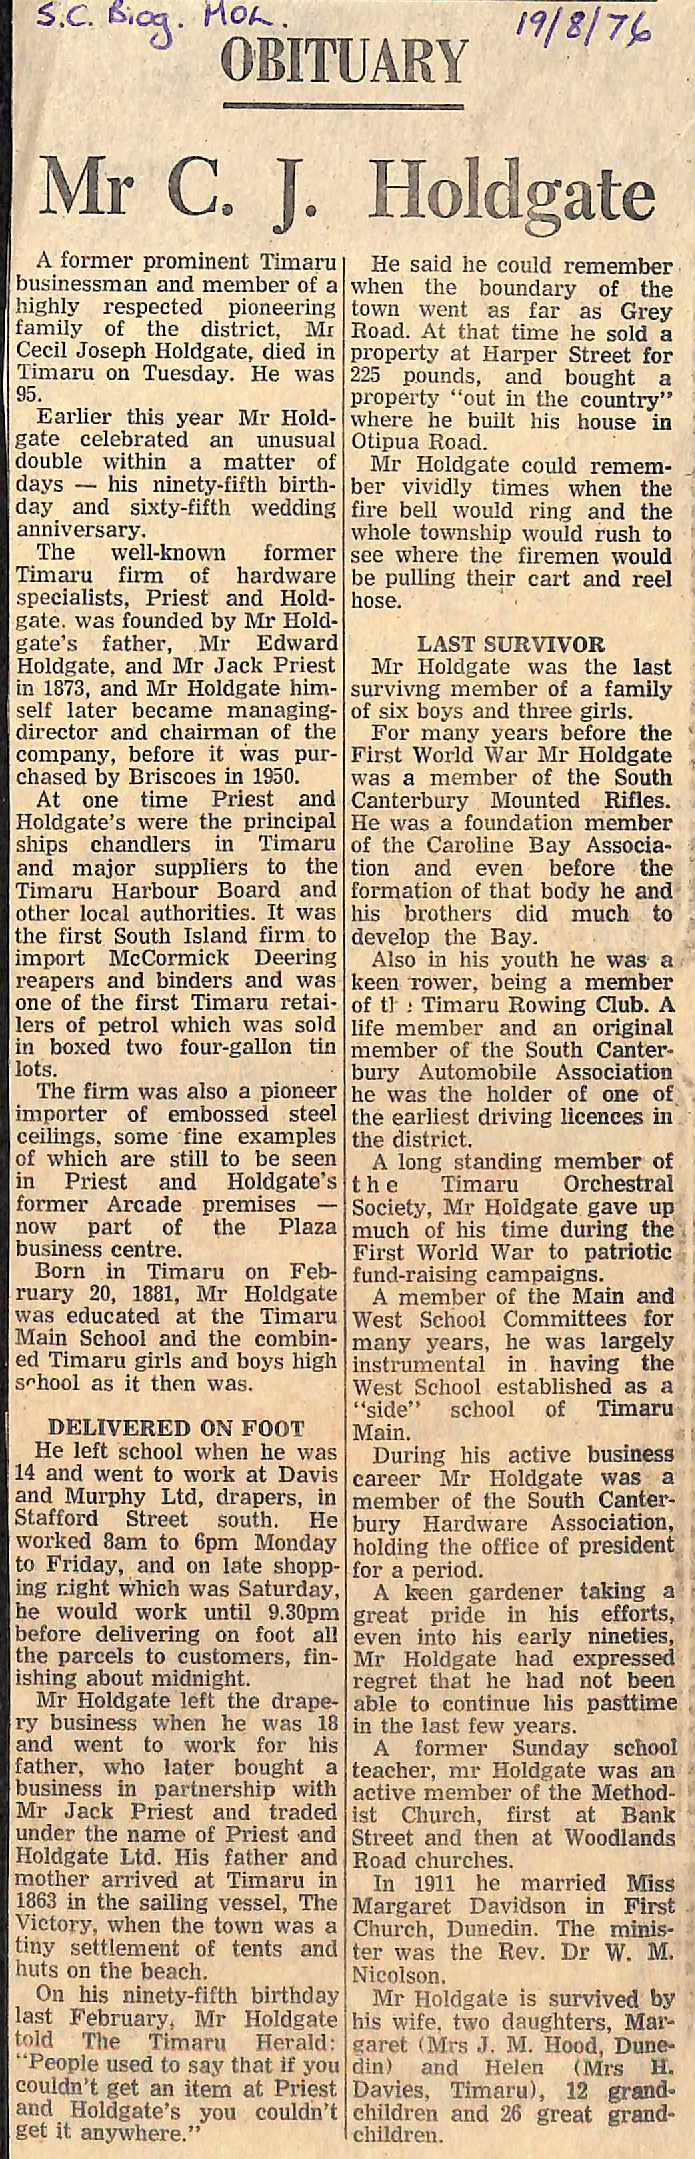 S.C. Biog. HOL.
19/8/76
OBITUARY
Mr C. J. Holdgate
A former prominent Timaru
businessman and member of a
highly respected pioneering
family of the district, Mr
Cecil Joseph Holdgate, died in
Timaru on Tuesday. He was
95.
Earlier this year Mr Hold-
gate celebrated an unusual
double within a matter of
days — his ninety-fifth birth-
day and sixty-fifth wedding
anniversary.
The well-known former
Timaru firm of hardware
specialists, Priest and Hold-
gate. was founded by Mr Hold-
gate's father, Mr Edward
Holdgate, and Mr Jack Priest
in 1873, and Mr Holdgate him-
self later became managing-
director and chairman of the
company, before it was pur-
chased by Briscoes in 1950.
At one time Priest and
Holdgate's were the principal
ships chandlers in Timaru
and major suppliers to the
Timaru Harbour Board and
other local authorities. It was
the first South Island firm to
import McCormick Deering
reapers and binders and was
one of the first Timaru retai-
lers of petrol which was sold
in boxed two four-gallon tin
lots.
The firm was also a pioneer
importer of embossed steel
ceilings, some fine examples
of which are still to be seen
in Priest and Holdgate's
former Arcade premises —
now part of the Plaza
business centre.
Born in Timaru on Feb-
ruary 20, 1881, Mr Holdgate
was educated at the Timaru
Main School and the combin-
ed Timaru girls and boys high
school as it then was.
DELIVERED ON FOOT
He left school when he was
14 and went to work at Davis
and Murphy Ltd, drapers, in
Stafford Street south. He
worked 8am to 6pm Monday
to Friday, and on late shopp-
ing night which was Saturday,
he would work until 9.30pm
before delivering on foot all
the parcels to customers, fin-
ishing about midnight.
Mr Holdgate left the drape-
ry business when he was 18
and went to work for his
father, who later bought a
business in partnership with
Mr Jack Priest and traded
under the name of Priest and
Holdgate Ltd. His father and
mother arrived at Timaru in
1863 in the sailing vessel, The
Victory, when the town was a
tiny settlement of tents and
huts on the beach.
On his ninety-fifth birthday
last February, Mr Holdgate
told The Timaru Herald:
"People used to say that if you
couldn't get an item at Priest
and Holdgate's you couldn't
get it anywhere."
He said he could remember
when the boundary of the
town went as far as Grey
Road. At that time he sold a
property at Harper Street for
225 pounds, and bought a
property "out in the country"
where he built his house in
Otipua Road.
Mr Holdgate could remem-
ber vividly times when the
fire bell would ring and the
whole township would rush to
see where the firemen would
be pulling their cart and reel
hose.
LAST SURVIVOR
Mr Holdgate was the last
survivng member of a family
of six boys and three girls.
For many years before the
First World War Mr Holdgate
was a member of the South
Canterbury Mounted Rifles.
He was a foundation member
of the Caroline Bay Associa-
tion and even before the
formation of that body he and
his brothers did much to
develop the Bay.
Also in his youth he was a
keen rower, being a member
of the Timaru Rowing Club. A
life member and an original
member of the South Canter-
bury Automobile Association
he was the holder of one of
the earliest driving licences in
the district.
A long standing member of
the Timaru Orchestral
Society, Mr Holdgate gave up
much of his time during the
First World War to patriotic
fund-raising campaigns.
A member of the Main and
West School Committees for
many years, he was largely
instrumental in having the
West School established as a
"side" school of Timaru
Main.
During his active business
career Mr Holdgate was a
member of the South Canter-
bury Hardware Association,
holding the office of president
for a period.
A keen gardener taking a
great pride in his efforts,
even into his early nineties,
Mr Holdgate had expressed
regret that he had not been
able to continue his pasttime
in the last few years.
A former Sunday school
teacher, mr Holdgate was an
active member of the Method-
ist Church, first at Bank
Street and then at Woodlands
Road churches.
In 1911 he married Miss
Margaret Davidson in First
Church, Dunedin. The minis-
ter was the Rev. Dr W. M.
Nicolson.
Mr Holdgate is survived by
his wife, two daughters, Mar-
garet (Mrs J. M. Hood, Dune-
din) and Helen (Mrs H.
Davies, Timaru), 12 grand-
children and 26 great grand-
children.